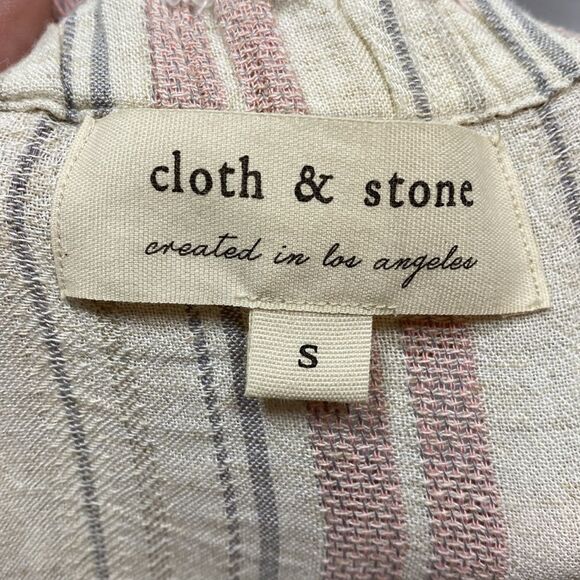 cloth & stone
created in los angeles
S